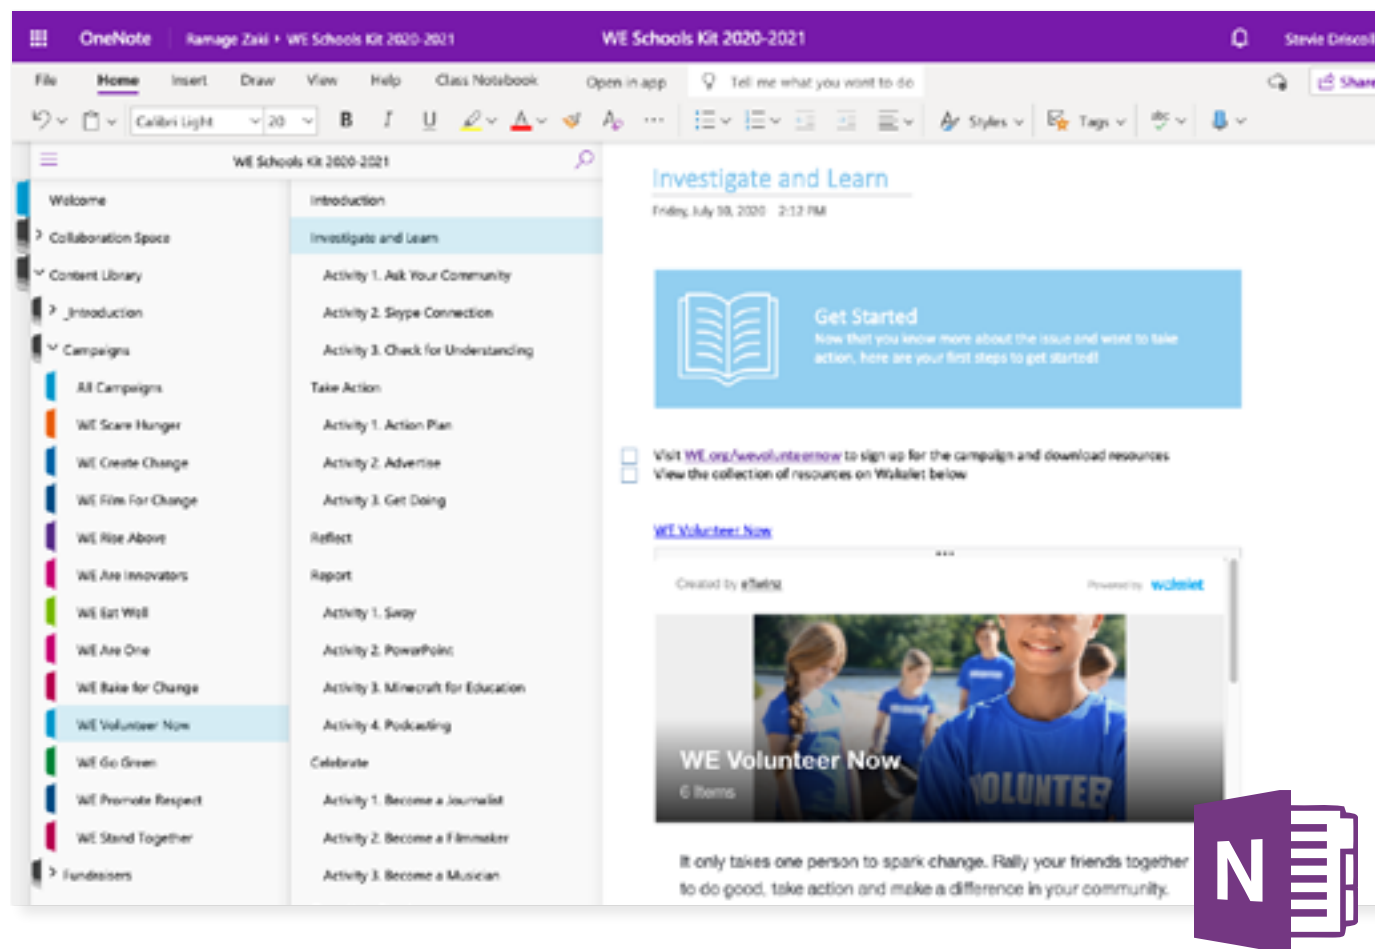 OneNote
Ramage Zaki › WE Schools Kit 2020-2021
WE Schools Kit 2020-2021
Stevie Driscoll
File
Home
Insert
Draw
View
Help
Class Notebook
Open in app
Tell me what you want to do
Share
Calibri Light
20
B
I
U
Styles
Tags
abc
WE Schools Kit 2020-2021
Welcome
Collaboration Space
Content Library
_Introduction
Campaigns
All Campaigns
WE Scare Hunger
WE Create Change
WE Film For Change
WE Rise Above
WE Are Innovators
WE Eat Well
WE Are One
WE Bake for Change
WE Volunteer Now
WE Go Green
WE Promote Respect
WE Stand Together
Fundraisers
Introduction
Investigate and Learn
Activity 1. Ask Your Community
Activity 2. Skype Connection
Activity 3. Check for Understanding
Take Action
Activity 1. Action Plan
Activity 2. Advertise
Activity 3. Get Doing
Reflect
Report
Activity 1. Sway
Activity 2. PowerPoint
Activity 3. Minecraft for Education
Activity 4. Podcasting
Celebrate
Activity 1. Become a Journalist
Activity 2. Become a Filmmaker
Activity 3. Become a Musician
Investigate and Learn
Friday, July 10, 2020 2:12 PM
Get Started
Now that you know more about the issue and want to take
action, here are your first steps to get started!
Visit WE.org/wevolunteernow to sign up for the campaign and download resources
View the collection of resources on Wakelet below
WE Volunteer Now
Created by eTwinz
Powered by wakelet
VOLUNTEER
WE Volunteer Now
6 Items
It only takes one person to spark change. Rally your friends together
to do good, take action and make a difference in your community.
N